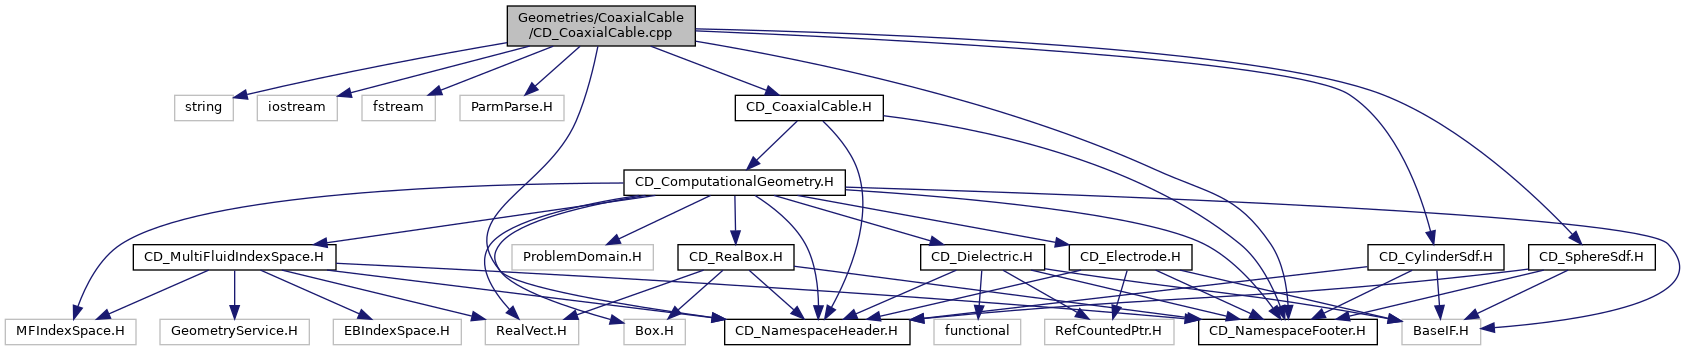 Geometries/CoaxialCable
/CD_CoaxialCable.cpp
string
iostream
fstream
ParmParse.H
CD_CoaxialCable.H
CD_ComputationalGeometry.H
CD_MultiFluidIndexSpace.H
ProblemDomain.H
CD_RealBox.H
CD_Dielectric.H
CD_Electrode.H
CD_CylinderSdf.H
CD_SphereSdf.H
MFIndexSpace.H
GeometryService.H
EBIndexSpace.H
RealVect.H
Box.H
CD_NamespaceHeader.H
functional
RefCountedPtr.H
CD_NamespaceFooter.H
BaseIF.H